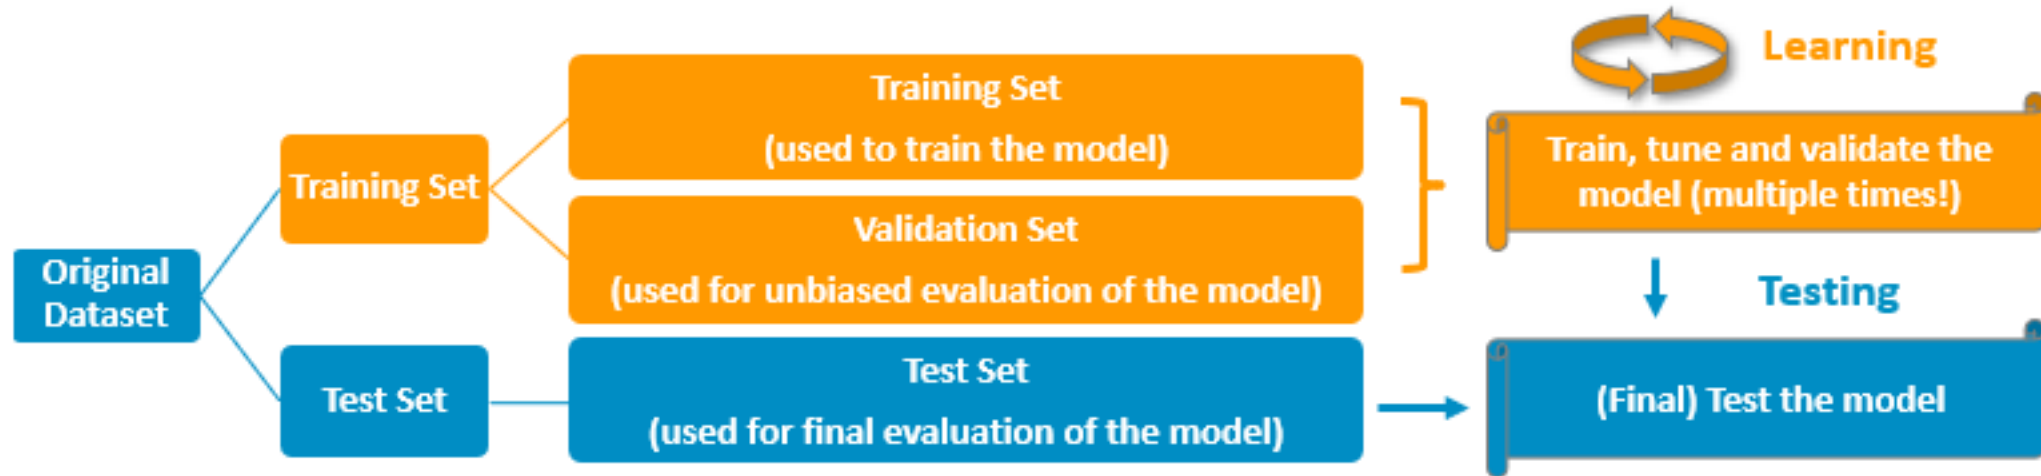 Original
Dataset
Training Set
Test Set
Training Set
(used to train the model)
Validation Set
(used for unbiased evaluation of the model)
Test Set
(used for final evaluation of the model)
Learning
Train, tune and validate the
model (multiple times!)
Testing
(Final) Test the model